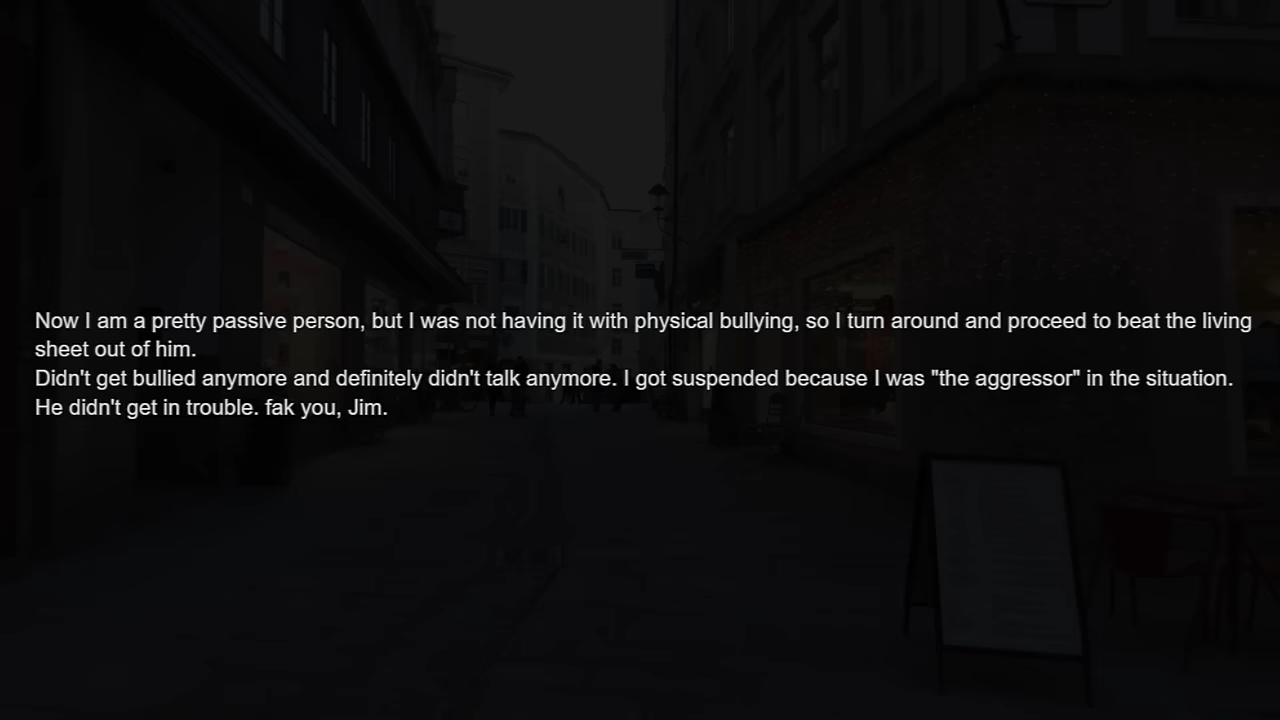 Now I am a pretty passive person, but I was not having it with physical bullying, so I turn around and proceed to beat the living
sheet out of him.
Didn't get bullied anymore and definitely didn't talk anymore. I got suspended because I was "the aggressor" in the situation.
He didn't get in trouble. fak you, Jim.